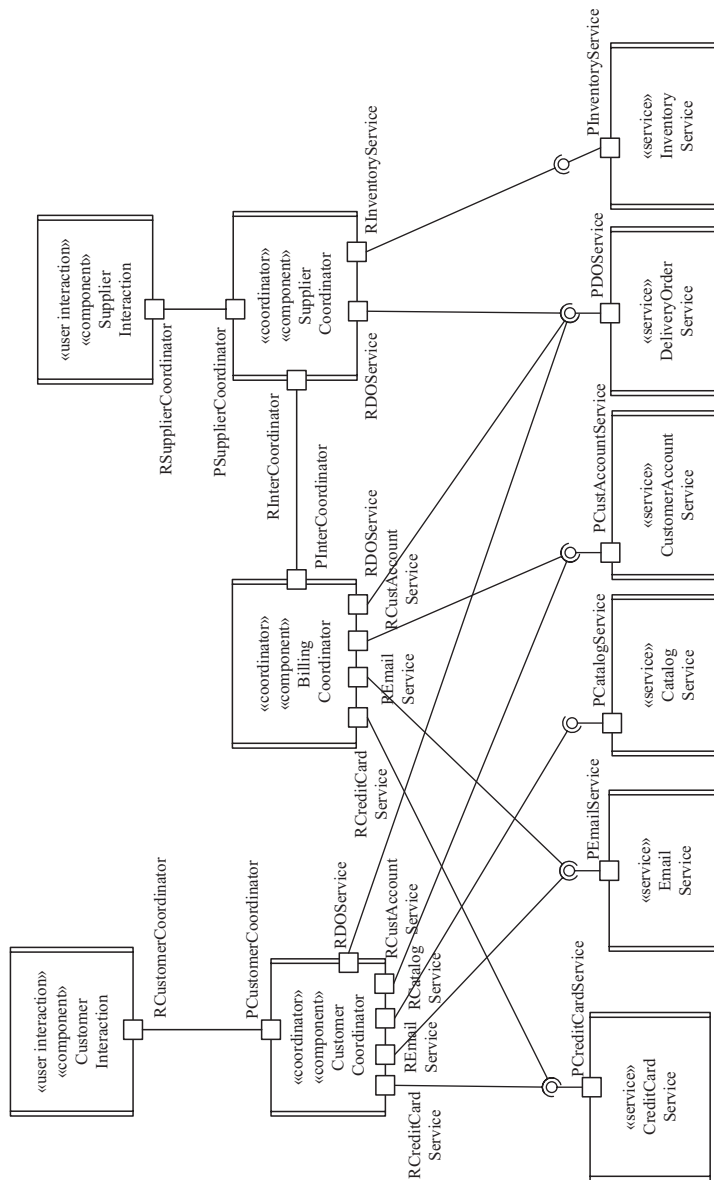 «user interaction»
«component»
Customer
Interaction
RCustomerCoordinator
PCustomerCoordinator
«coordinator»
«component»
Customer
Coordinator
RDOService
RCustAccount
Service
RCatalog
Service
REmail
Service
RCreditCard
Service
«user interaction»
«component»
Supplier
Interaction
RSupplierCoordinator
PSupplierCoordinator
«coordinator»
«component»
Supplier
Coordinator
RInterCoordinator
RDOService
RInventoryService
PInterCoordinator
«coordinator»
«component»
Billing
Coordinator
RDOService
RCustAccount
Service
REmail
Service
RCreditCard
Service
PCreditCardService
«service»
CreditCard
Service
PEmailService
«service»
Email
Service
PCatalogService
«service»
Catalog
Service
PCustAccountService
«service»
CustomerAccount
Service
PDOService
«service»
DeliveryOrder
Service
PInventoryService
«service»
Inventory
Service